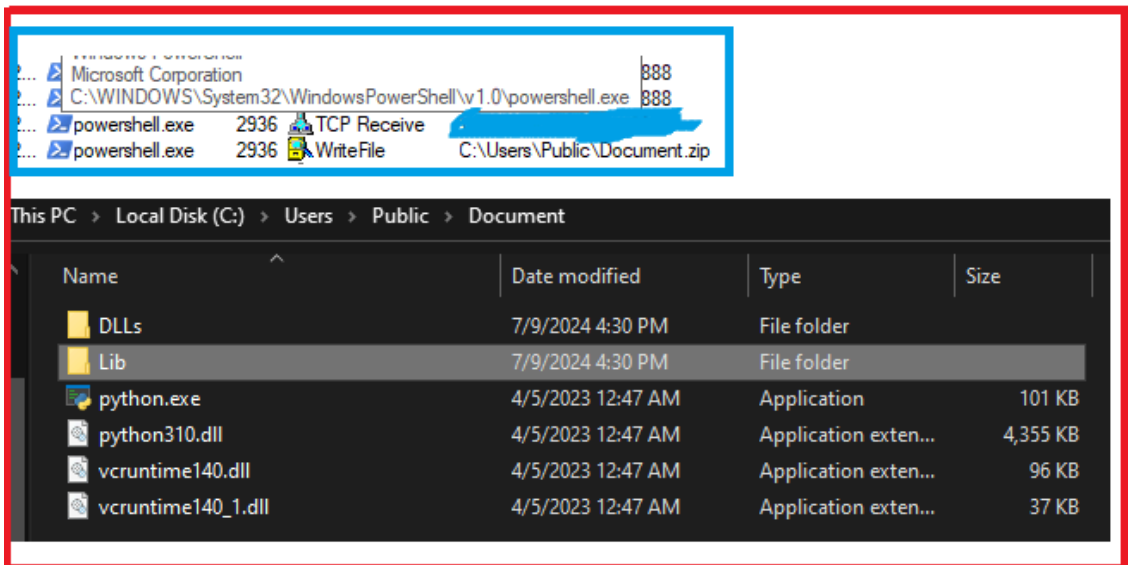 Microsoft Corporation 888
C:\WINDOWS\System32\WindowsPowerShell\v1.0\powershell.exe 888
powershell.exe 2936 TCP Receive
powershell.exe 2936 WriteFile C:\Users\Public\Document.zip
This PC > Local Disk (C:) > Users > Public > Document
Name Date modified Type Size
DLLs 7/9/2024 4:30 PM File folder
Lib 7/9/2024 4:30 PM File folder
python.exe 4/5/2023 12:47 AM Application 101 KB
python310.dll 4/5/2023 12:47 AM Application exten... 4,355 KB
vcruntime140.dll 4/5/2023 12:47 AM Application exten... 96 KB
vcruntime140_1.dll 4/5/2023 12:47 AM Application exten... 37 KB